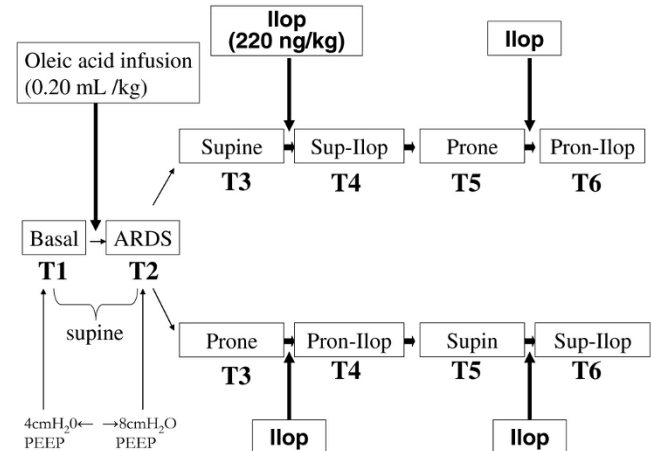 Ilop
(220 ng/kg)
Ilop
Oleic acid infusion
(0.20 mL /kg)
Supine
Sup-Ilop
Prone
Pron-Ilop
T3
T4
T5
T6
Basal
ARDS
T1
T2
supine
Prone
Pron-Ilop
Supin
Sup-Ilop
T3
T4
T5
T6
4cmH₂0← →8cmH₂O
PEEP
PEEP
Ilop
Ilop